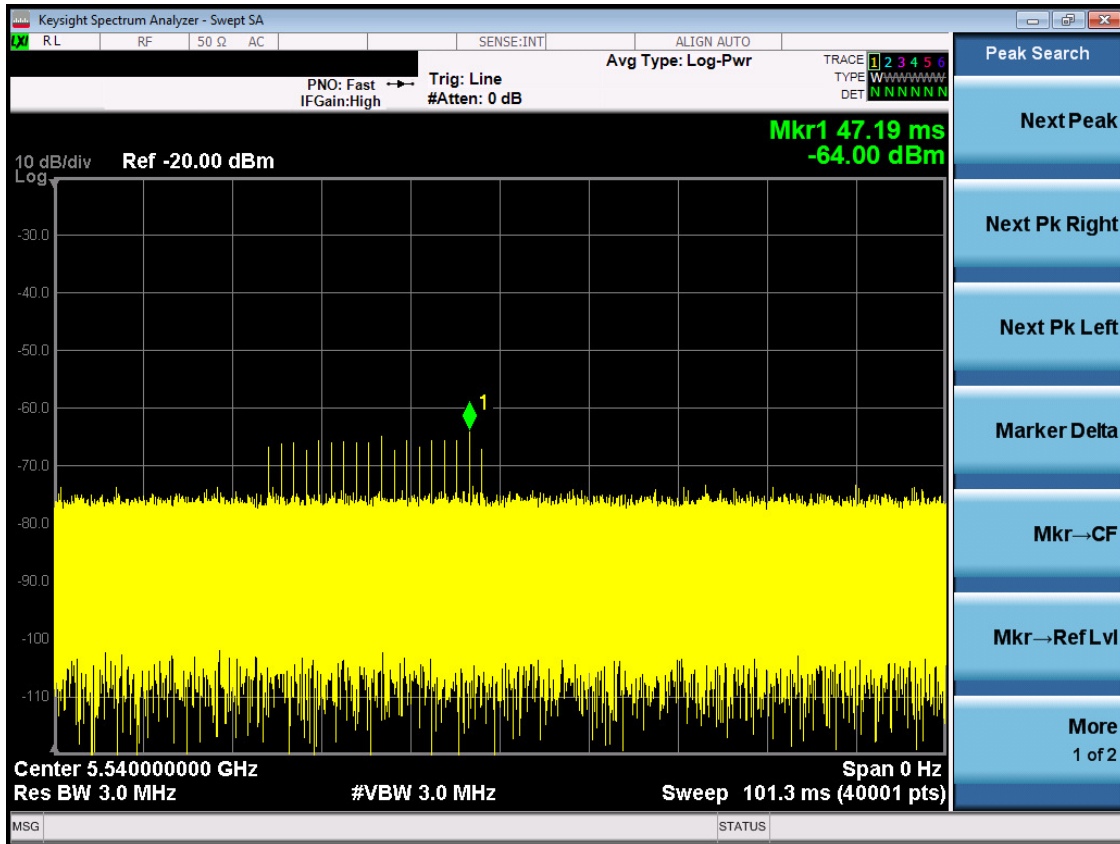 Keysight Spectrum Analyzer - Swept SA
LXI RL RF 50 Ω AC SENSE:INT ALIGN AUTO
Avg Type: Log-Pwr
PNO: Fast
IFGain:High
Trig: Line
#Atten: 0 dB
TRACE 1 2 3 4 5 6
TYPE WWWWWWW
DET N N N N N N
Mkr1 47.19 ms
-64.00 dBm
10 dB/div
Log
Ref -20.00 dBm
-30.0
-40.0
-50.0
-60.0
-70.0
-80.0
-90.0
-100
-110
1
Center 5.540000000 GHz
Span 0 Hz
Res BW 3.0 MHz
#VBW 3.0 MHz
Sweep 101.3 ms (40001 pts)
MSG
STATUS
Peak Search
Next Peak
Next Pk Right
Next Pk Left
Marker Delta
Mkr→CF
Mkr→Ref Lvl
More
1 of 2